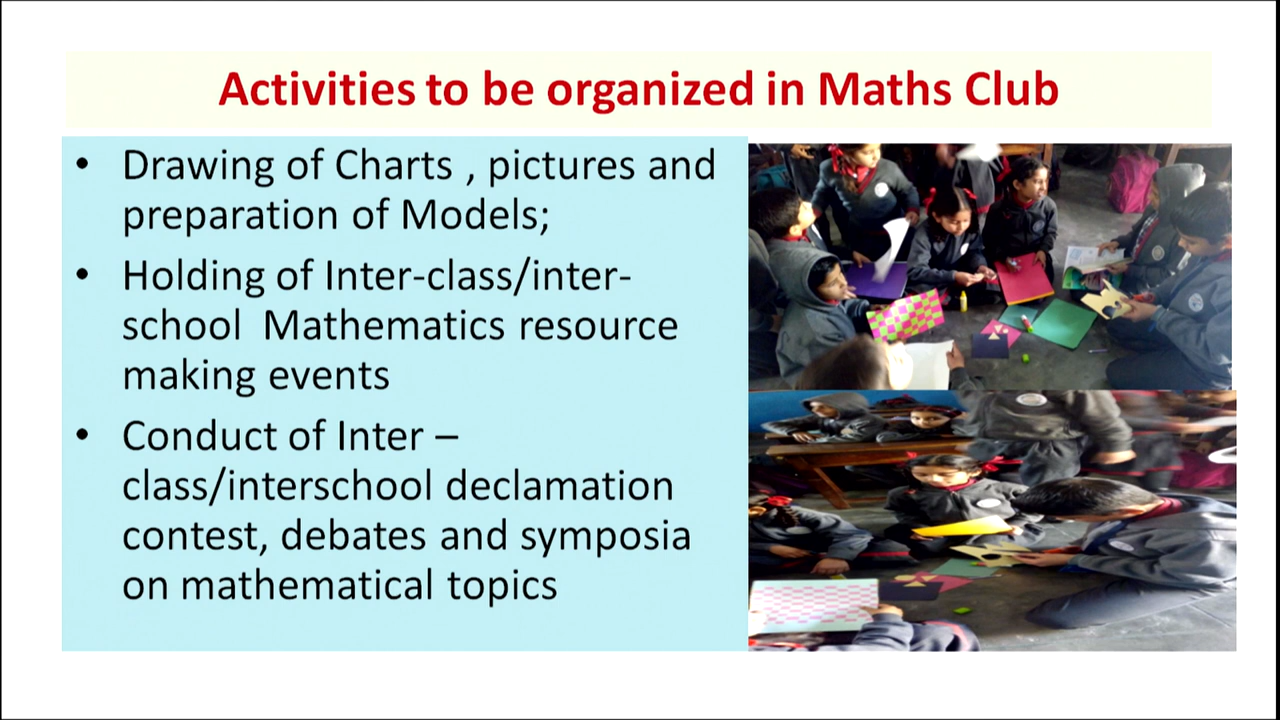 Activities to be organized in Maths Club
• Drawing of Charts , pictures and
preparation of Models;
• Holding of Inter-class/inter-
school Mathematics resource
making events
• Conduct of Inter –
class/interschool declamation
contest, debates and symposia
on mathematical topics